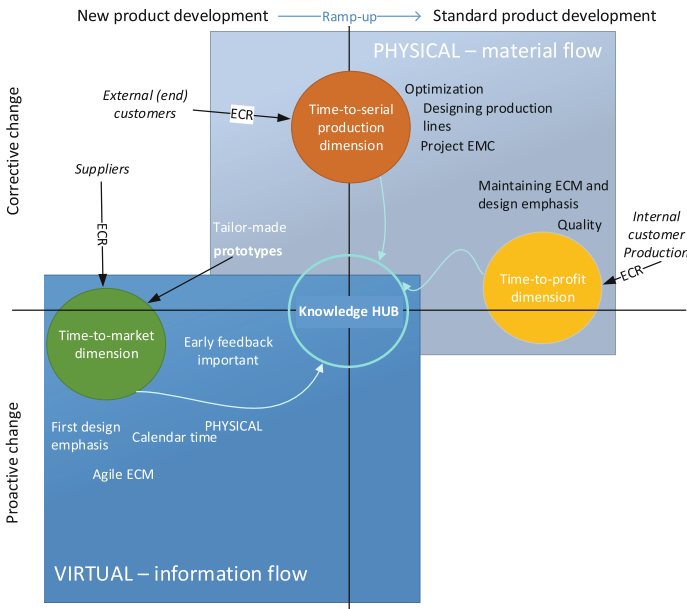 New product development
Ramp-up
Standard product development
PHYSICAL – material flow
Corrective change
External (end)
customers
ECR
Time-to-serial
production
dimension
Optimization
Designing production
lines
Project EMC
Suppliers
ECR
Maintaining ECM and
design emphasis
Quality
Tailor-made
prototypes
Internal
customer
Production
ECR
Time-to-profit
dimension
Knowledge HUB
Time-to-market
dimension
Early feedback
important
Proactive change
First design
emphasis
Calendar time
PHYSICAL
Agile ECM
VIRTUAL – information flow